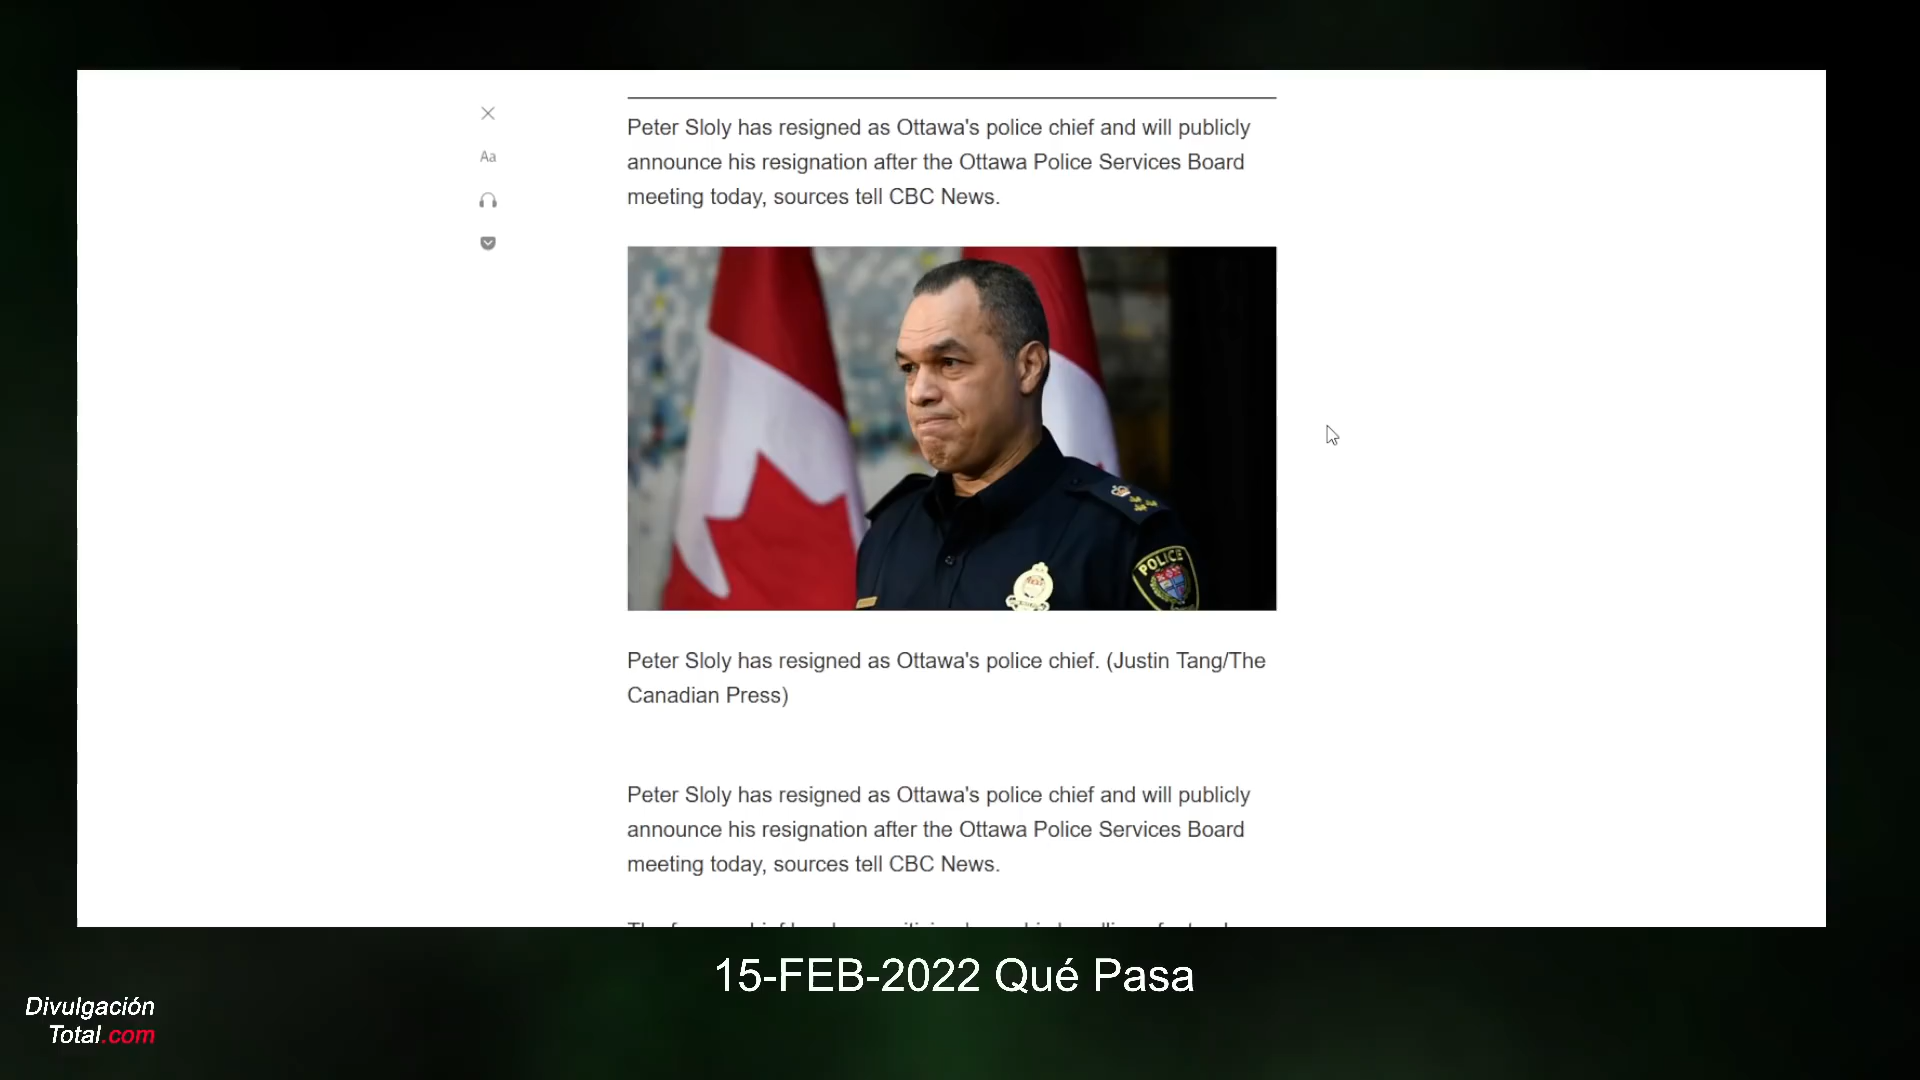 Aa
Peter Sloly has resigned as Ottawa's police chief and will publicly
announce his resignation after the Ottawa Police Services Board
meeting today, sources tell CBC News.
POLICE
Peter Sloly has resigned as Ottawa's police chief. (Justin Tang/The
Canadian Press)
Peter Sloly has resigned as Ottawa's police chief and will publicly
announce his resignation after the Ottawa Police Services Board
meeting today, sources tell CBC News.
15-FEB-2022 Qué Pasa
Divulgación
Total.com